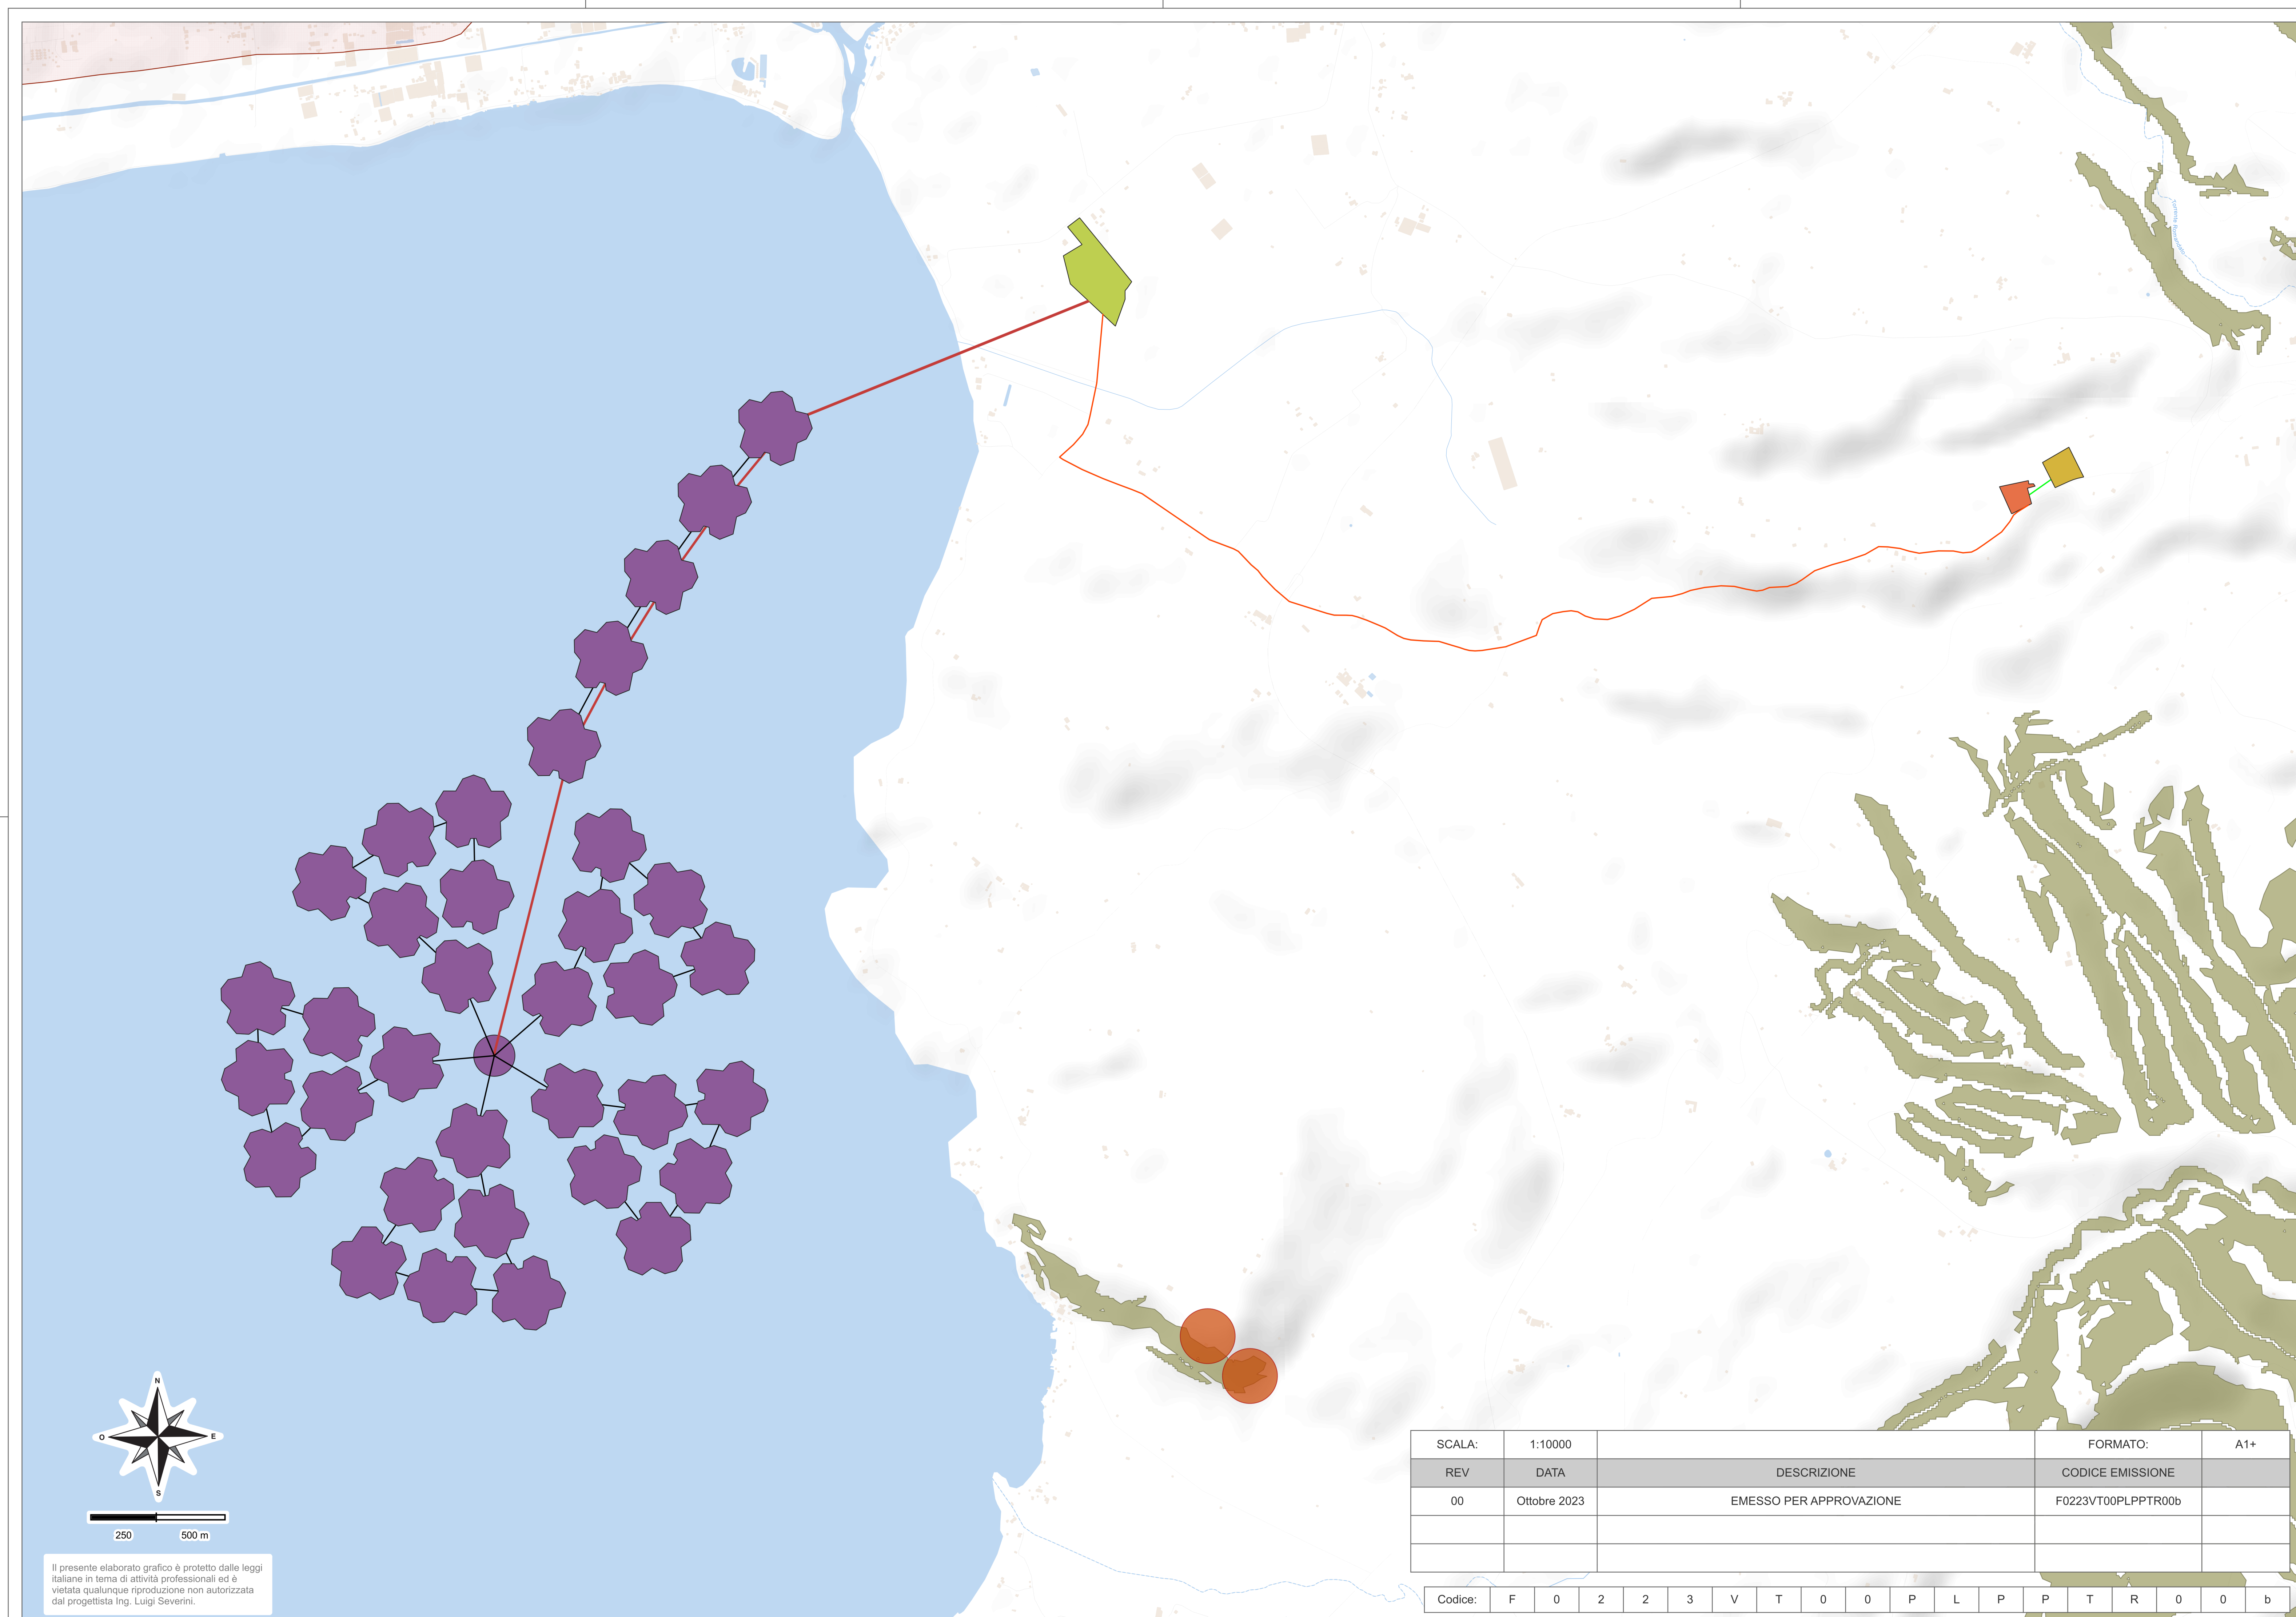 Torrente Romandato
N
O
E
S
250
500 m
Il presente elaborato grafico è protetto dalle leggi
italiane in tema di attività professionali ed è
vietata qualunque riproduzione non autorizzata
dal progettista Ing. Luigi Severini.
SCALA: 1:10000 FORMATO: A1+
REV DATA DESCRIZIONE CODICE EMISSIONE
00 Ottobre 2023 EMESSO PER APPROVAZIONE F0223VT00PLPPTR00b
Codice: F 0 2 2 3 V T 0 0 P L P P T R 0 0 b